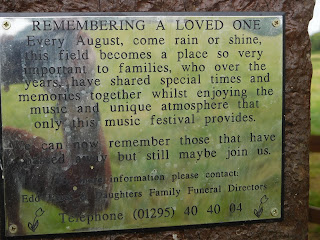 REMEMBERING A LOVED ONE
Every August, come rain or shine,
this field becomes a place so very
important to families, who over the
years, have shared special times and
memories together whilst enjoying the
music and unique atmosphere that
only this music festival provides.
can now remember those that have
away but still maybe join us.
information please contact:
Daughters Family Funeral Directors
Telephone (01295) 40 40 04